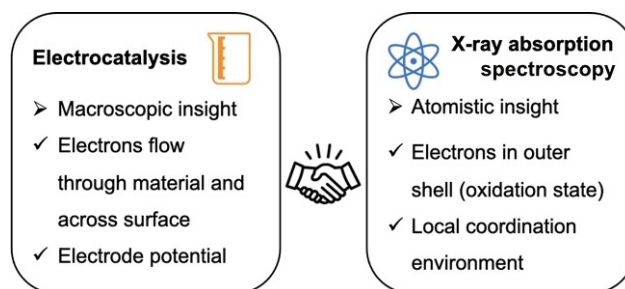 Electrocatalysis
➢ Macroscopic insight
✓ Electrons flow
through material and
across surface
✓ Electrode potential
X-ray absorption
spectroscopy
➢ Atomistic insight
✓ Electrons in outer
shell (oxidation state)
✓ Local coordination
environment